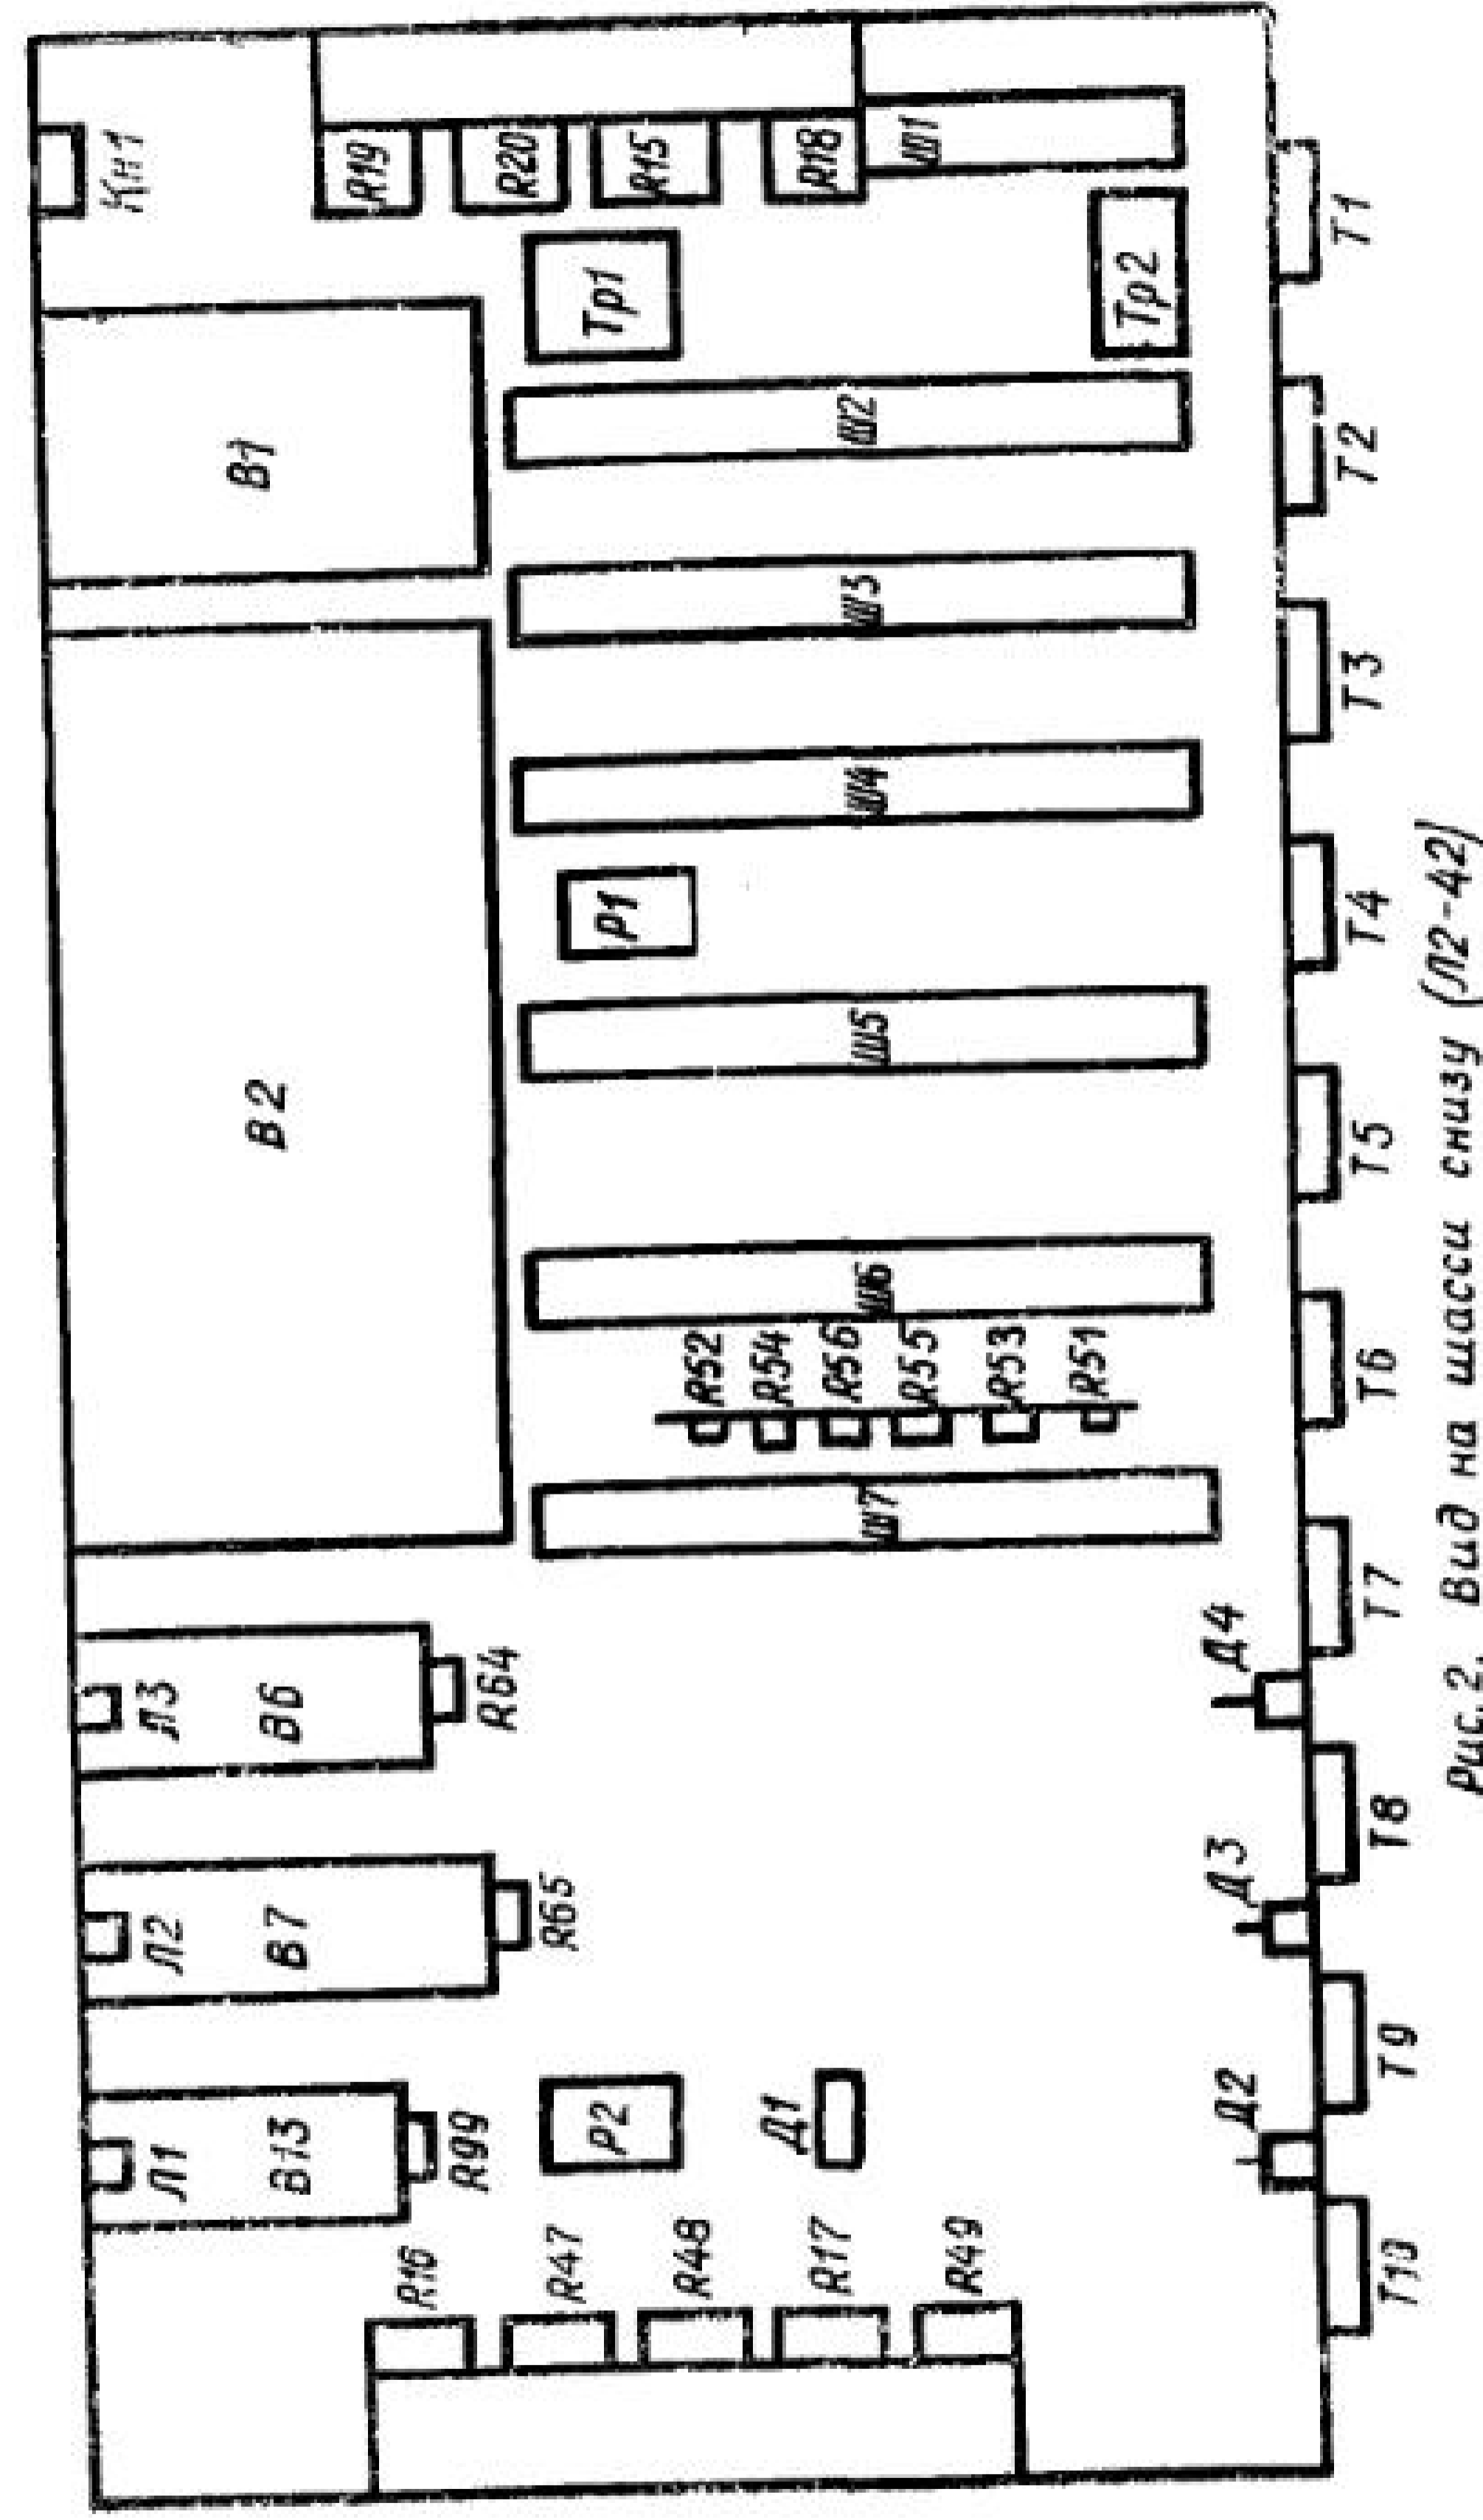 Л1 Л2 Л3 Кн1
В13 В7 В6 В2 В1
R99 R65 R64
R16 R19
R47 Р2 Р1 Тр1 R20
R48 R52 R15
Д1 R54
R17 R56 Ш7 Ш6 Ш5 Ш4 Ш3 Ш2 R18
R49 R55 Ш1
R53
R51
Д2 Д3 Д4 Тр2
Т10 Т9 Т8 Т7 Т6 Т5 Т4 Т3 Т2 Т1
Рис. 2. Вид на шасси снизу (Л2-42)